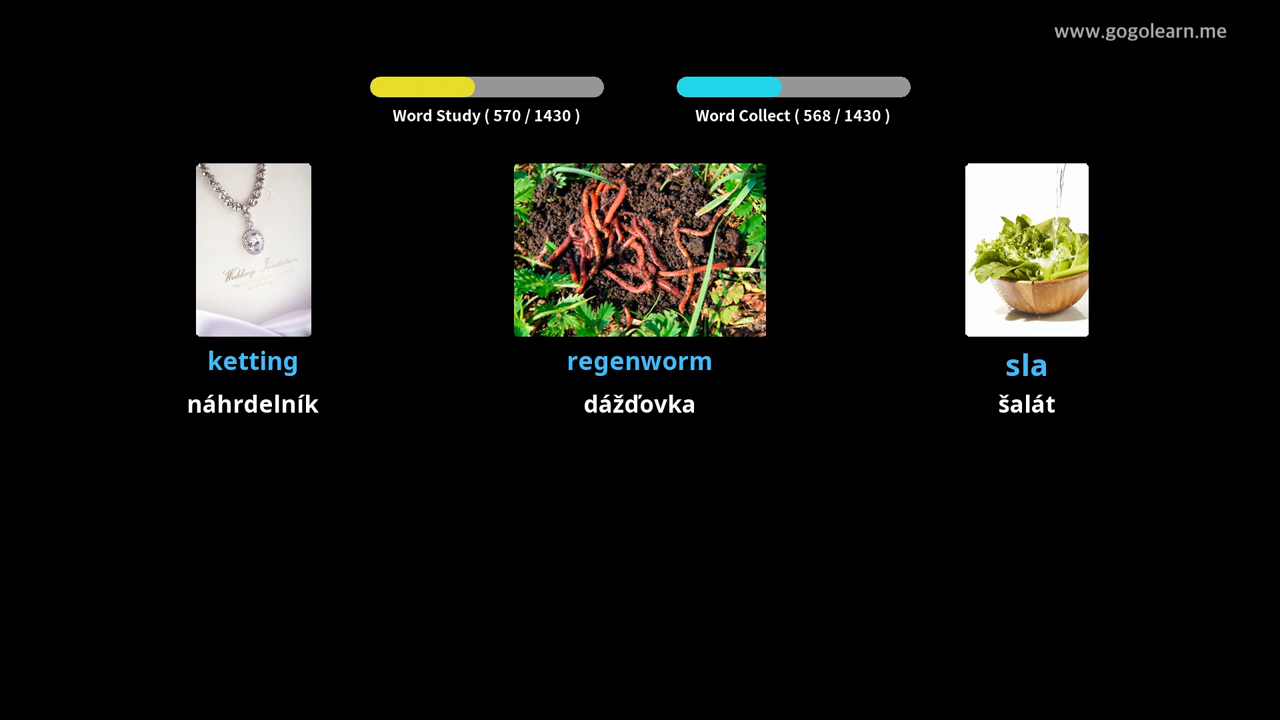 www.gogolearn.me
Word Study ( 570 / 1430 )
Word Collect ( 568 / 1430 )
Wedding Invitation
ketting
regenworm
sla
náhrdelník
dážďovka
šalát